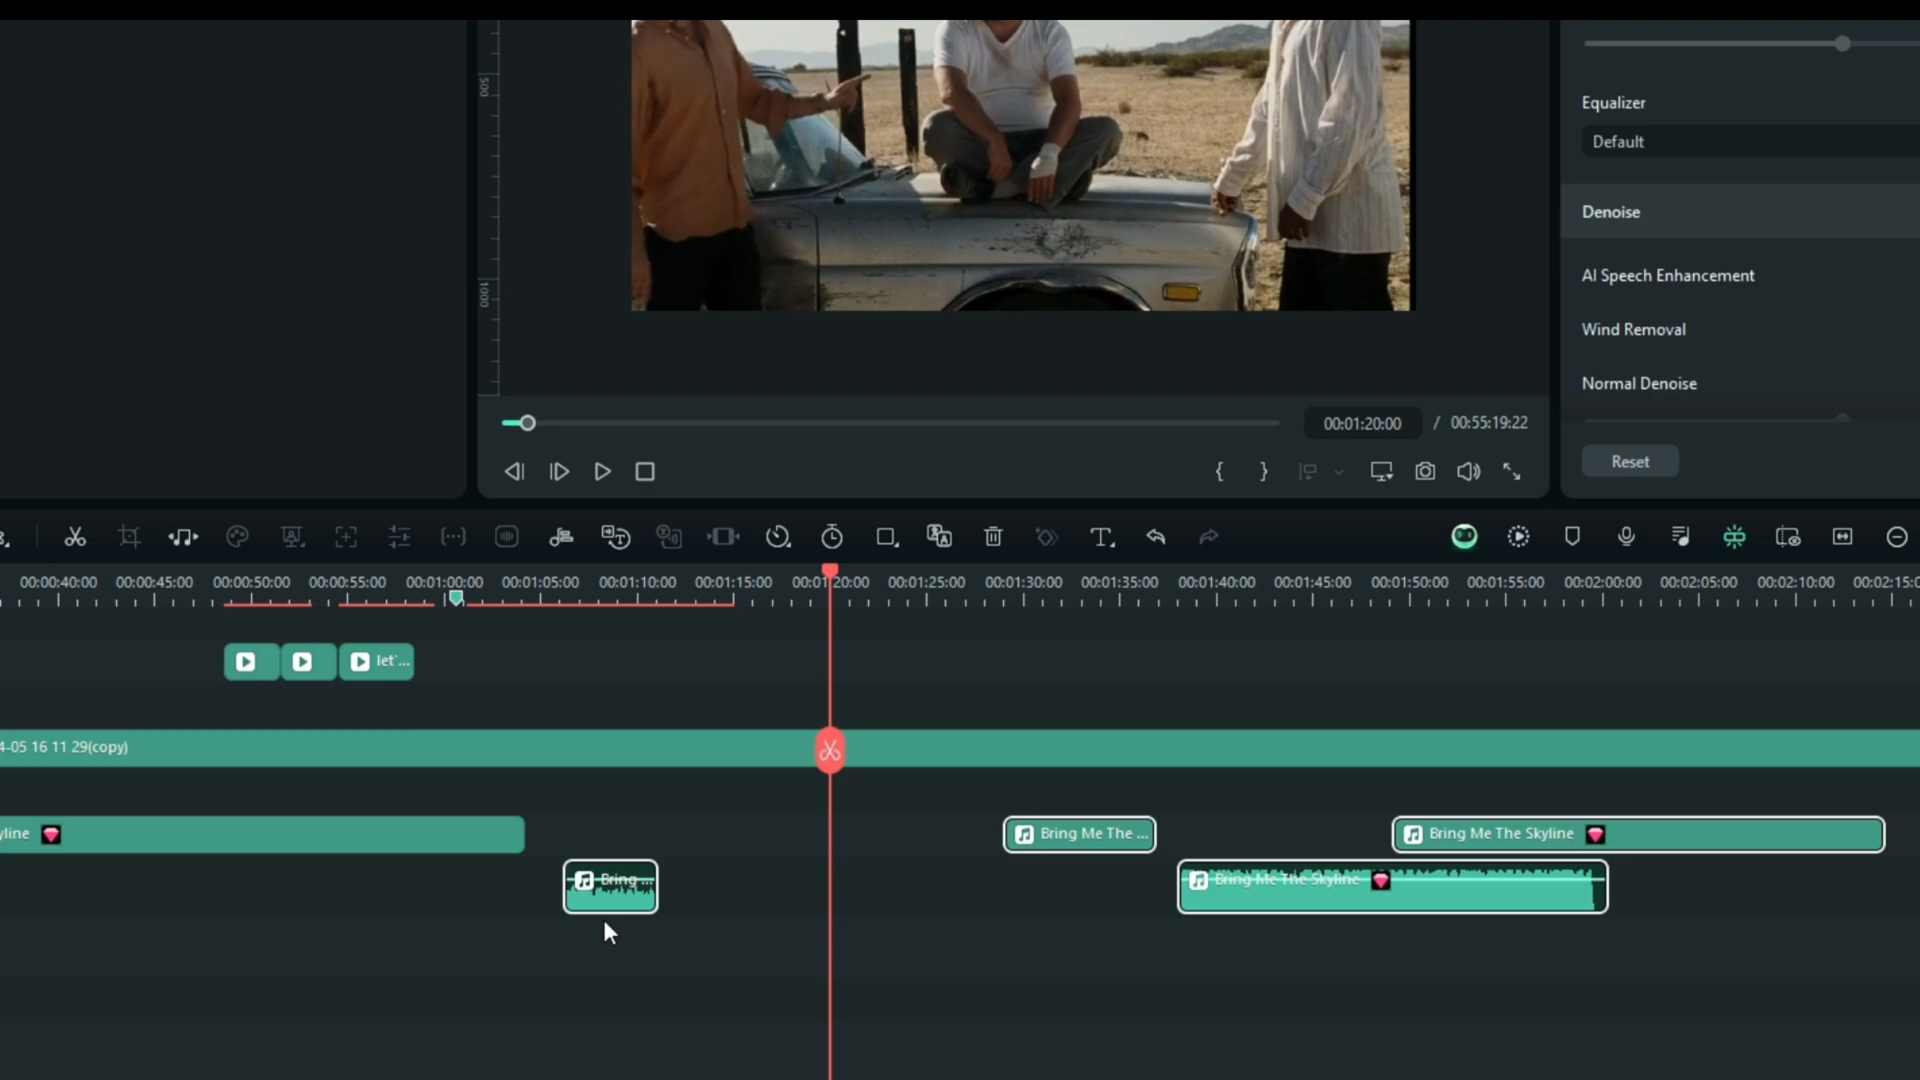 500
1000
Equalizer
Default
Denoise
AI Speech Enhancement
Wind Removal
Normal Denoise
Reset
00:01:20:00 / 00:55:19:22
00:00:40:00 00:00:45:00 00:00:50:00 00:00:55:00 00:01:00:00 00:01:05:00 00:01:10:00 00:01:15:00 00:01:20:00 00:01:25:00 00:01:30:00 00:01:35:00 00:01:40:00 00:01:45:00 00:01:50:00 00:01:55:00 00:02:00:00 00:02:05:00 00:02:10:00 00:02:15:0
let'...
4-05 16 11 29(copy)
yline
Bring Me The ...
Bring Me The Skyline
Bring ...
Bring Me The Skyline